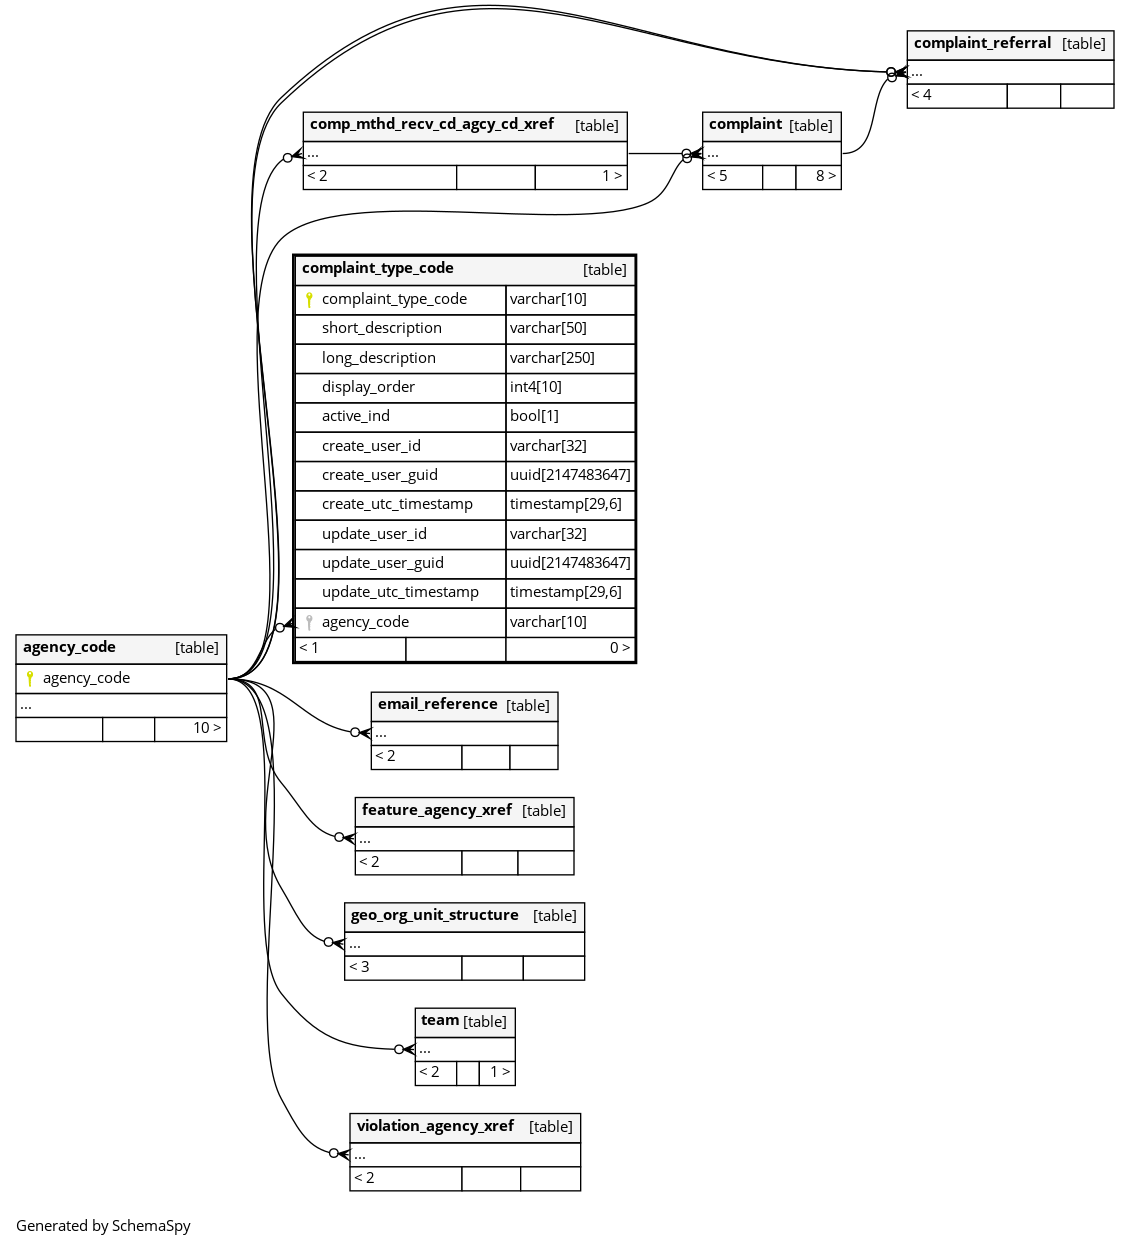 complaint_referral [table]
...
< 4
comp_mthd_recv_cd_agcy_cd_xref [table]
...
< 2 1 >
complaint [table]
...
< 5 8 >
complaint_type_code [table]
complaint_type_code varchar[10]
short_description varchar[50]
long_description varchar[250]
display_order int4[10]
active_ind bool[1]
create_user_id varchar[32]
create_user_guid uuid[2147483647]
create_utc_timestamp timestamp[29,6]
update_user_id varchar[32]
update_user_guid uuid[2147483647]
update_utc_timestamp timestamp[29,6]
agency_code varchar[10]
< 1 0 >
agency_code [table]
agency_code
...
10 >
email_reference [table]
...
< 2
feature_agency_xref [table]
...
< 2
geo_org_unit_structure [table]
...
< 3
team [table]
...
< 2 1 >
violation_agency_xref [table]
...
< 2
Generated by SchemaSpy